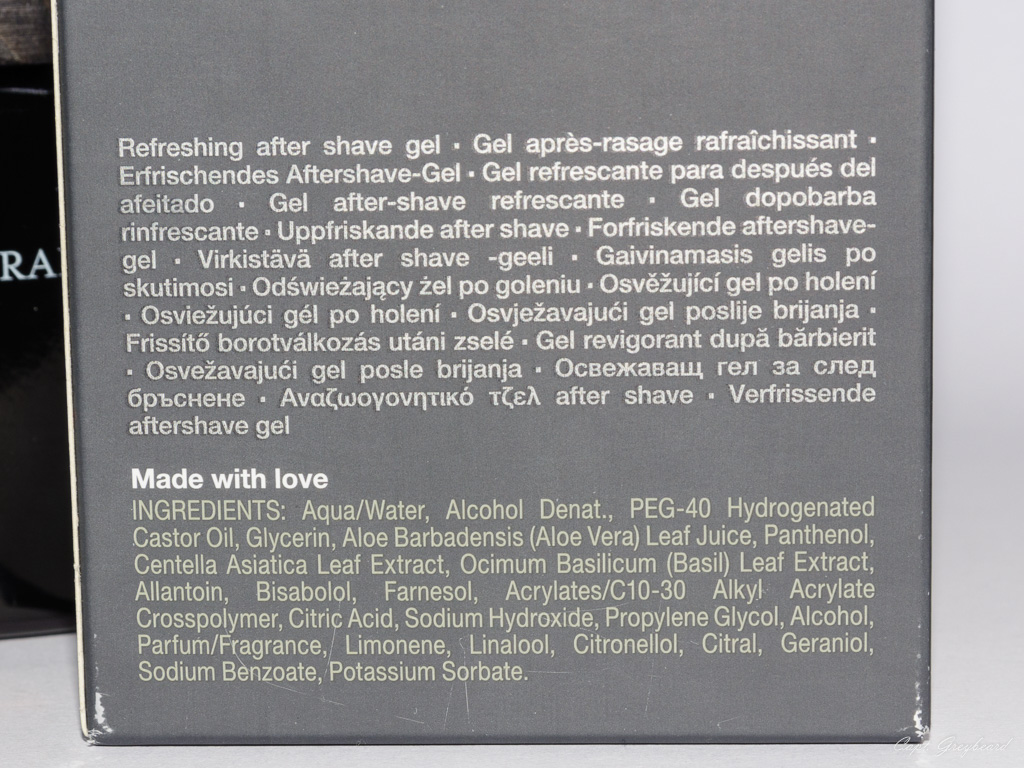 RA
Refreshing after shave gel · Gel après-rasage rafraîchissant ·
Erfrischendes Aftershave-Gel · Gel refrescante para después del
afeitado · Gel after-shave refrescante · Gel dopobarba
rinfrescante · Uppfriskande after shave · Forfriskende aftershave-
gel · Virkistävä after shave -geeli · Gaivinamasis gelis po
skutimosi · Odświeżający żel po goleniu · Osvěžující gel po holení
· Osviežujúci gél po holení · Osvježavajući gel poslije brijanja ·
Frissítő borotválkozás utáni zselé · Gel revigorant după bărbierit
· Osvežavajući gel posle brijanja · Освежаващ гел за след
бръснене · Αναζωογονητικό τζελ after shave · Verfrissende
aftershave gel
Made with love
INGREDIENTS: Aqua/Water, Alcohol Denat., PEG-40 Hydrogenated
Castor Oil, Glycerin, Aloe Barbadensis (Aloe Vera) Leaf Juice, Panthenol,
Centella Asiatica Leaf Extract, Ocimum Basilicum (Basil) Leaf Extract,
Allantoin, Bisabolol, Farnesol, Acrylates/C10-30 Alkyl Acrylate
Crosspolymer, Citric Acid, Sodium Hydroxide, Propylene Glycol, Alcohol,
Parfum/Fragrance, Limonene, Linalool, Citronellol, Citral, Geraniol,
Sodium Benzoate, Potassium Sorbate.
Capt. Greybeard